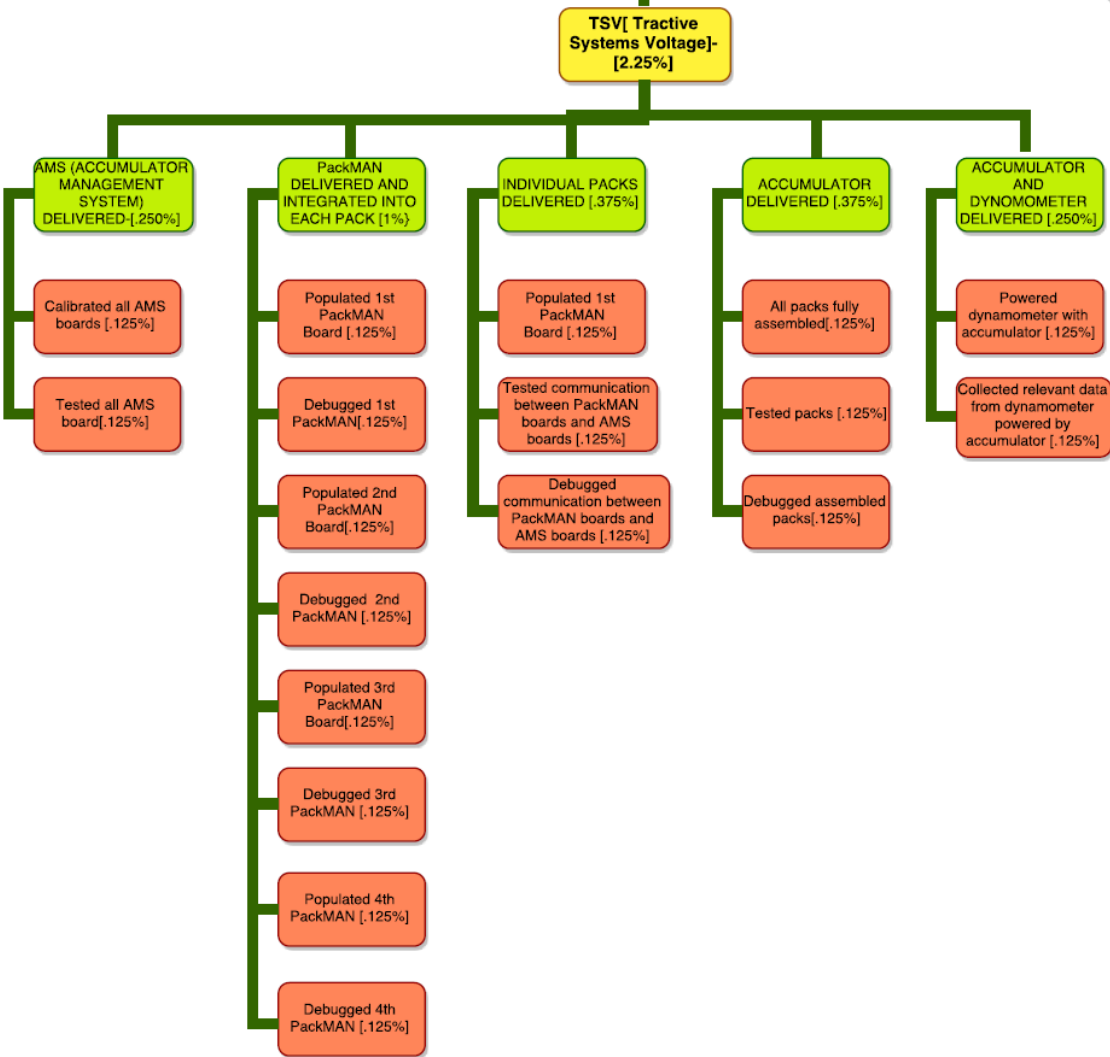 TSV[ Tractive
Systems Voltage]-
[2.25%]
AMS (ACCUMULATOR
MANAGEMENT
SYSTEM)
DELIVERED-[.250%]
Calibrated all AMS
boards [.125%]
Tested all AMS
board[.125%]
PackMAN
DELIVERED AND
INTEGRATED INTO
EACH PACK [1%}
Populated 1st
PackMAN
Board [.125%]
Debugged 1st
PackMAN[.125%]
Populated 2nd
PackMAN
Board[.125%]
Debugged  2nd
PackMAN [.125%]
Populated 3rd
PackMAN
Board[.125%]
Debugged 3rd
PackMAN [.125%]
Populated 4th
PackMAN [.125%]
Debugged 4th
PackMAN [.125%]
INDIVIDUAL PACKS
DELIVERED [.375%]
Populated 1st
PackMAN
Board [.125%]
Tested communication
between PackMAN
boards and AMS
boards [.125%]
Debugged
communication between
PackMAN boards and
AMS boards [.125%]
ACCUMULATOR
DELIVERED [.375%]
All packs fully
assembled[.125%]
Tested packs [.125%]
Debugged assembled
packs[.125%]
ACCUMULATOR
AND
DYNOMOMETER
DELIVERED [.250%]
Powered
dynamometer with
accumulator [.125%]
Collected relevant data
from dynamometer
powered by
accumulator [.125%]